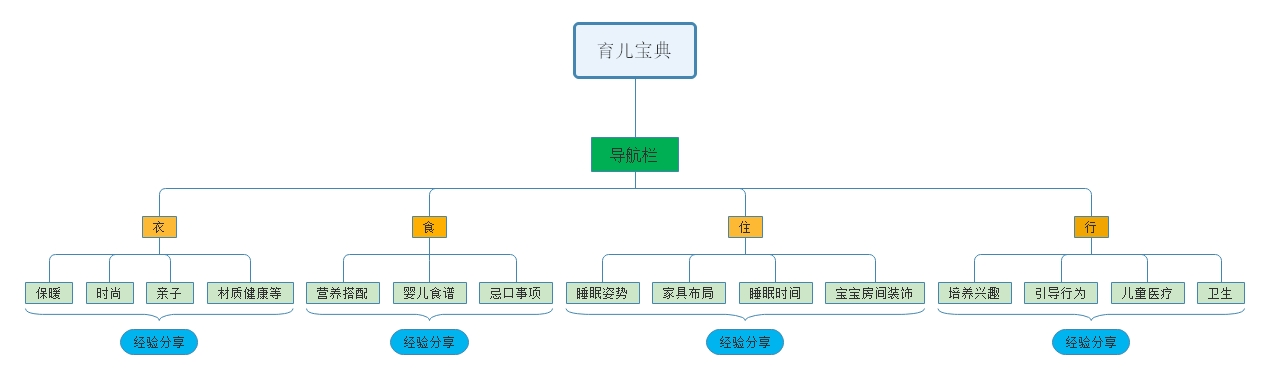 育儿宝典
导航栏
衣
食
住
行
保暖
时尚
亲子
材质健康等
营养搭配
婴儿食谱
忌口事项
睡眠姿势
家具布局
睡眠时间
宝宝房间装饰
培养兴趣
引导行为
儿童医疗
卫生
经验分享
经验分享
经验分享
经验分享